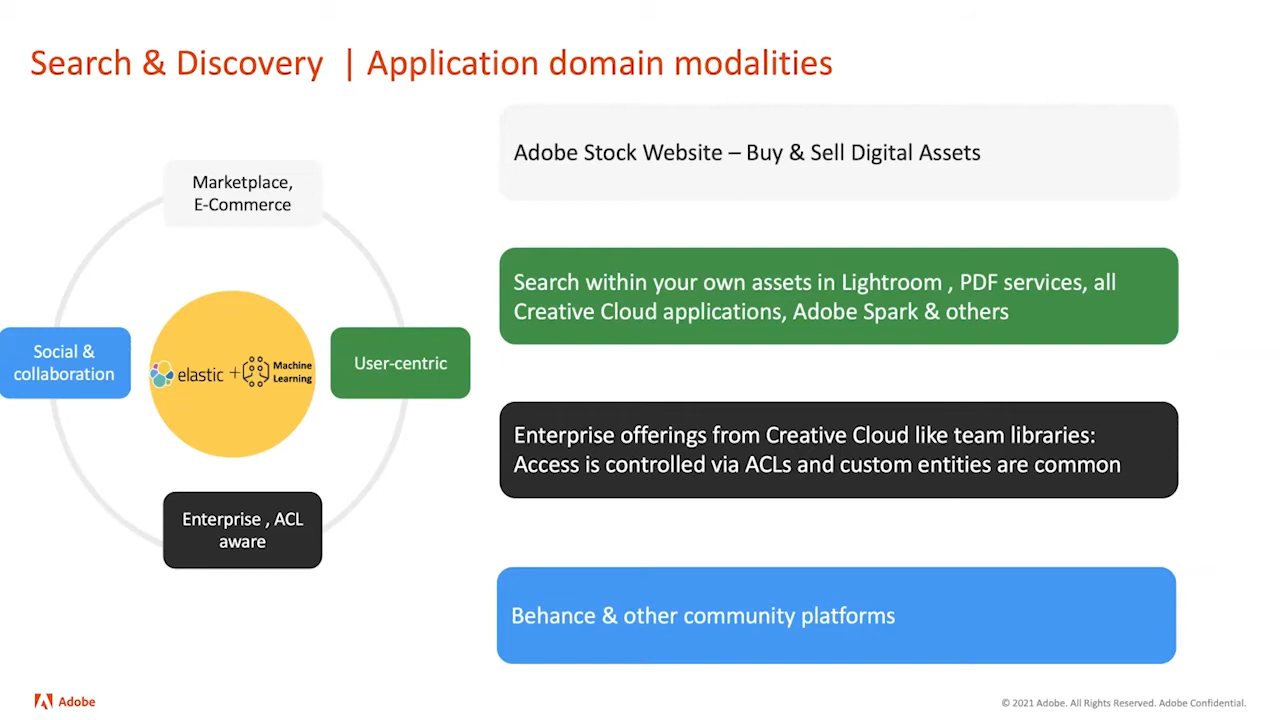 Search & Discovery | Application domain modalities
Marketplace,
E-Commerce
Social &
collaboration
elastic + Machine
Learning
User-centric
Enterprise , ACL
aware
Adobe Stock Website – Buy & Sell Digital Assets
Search within your own assets in Lightroom , PDF services, all
Creative Cloud applications, Adobe Spark & others
Enterprise offerings from Creative Cloud like team libraries:
Access is controlled via ACLs and custom entities are common
Behance & other community platforms
Adobe
© 2021 Adobe. All Rights Reserved. Adobe Confidential.